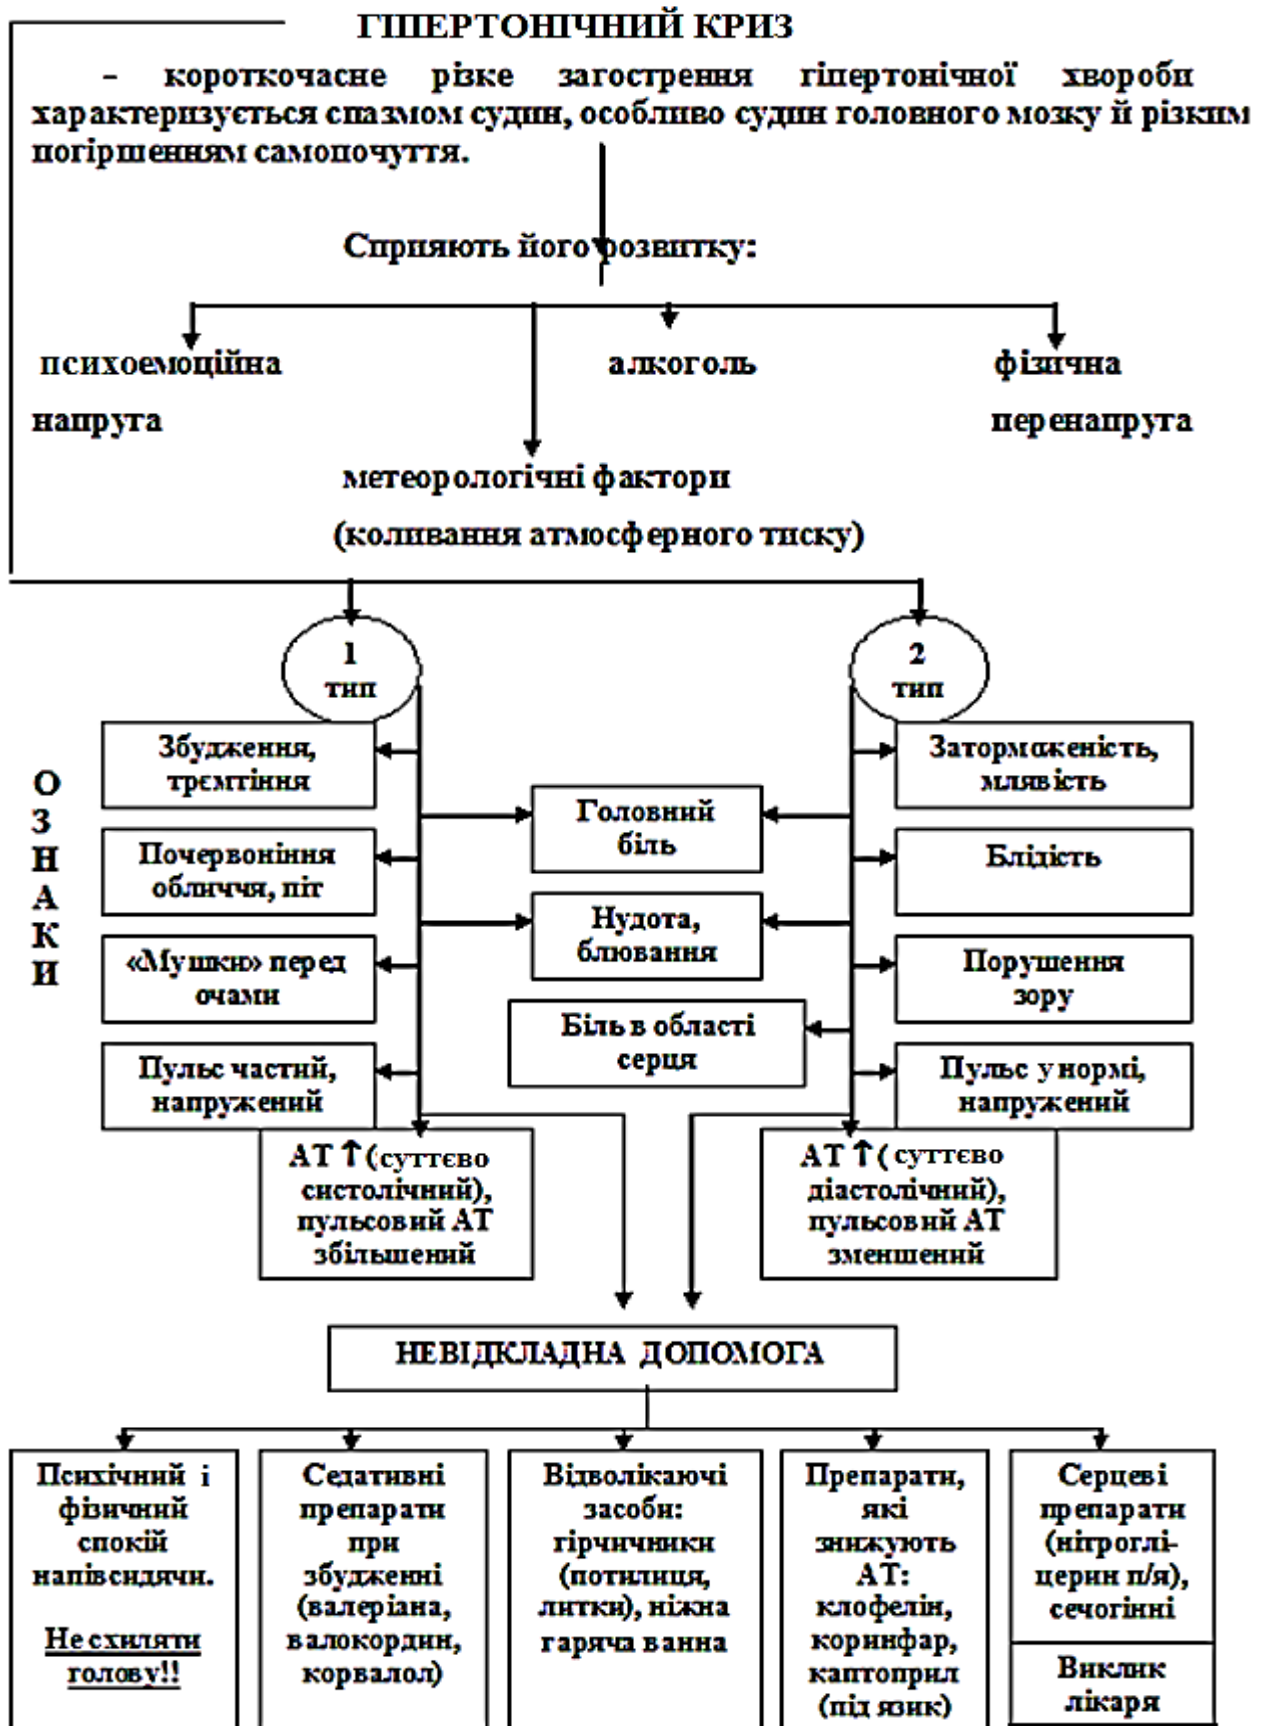 ГІПЕРТОНІЧНИЙ КРИЗ
– короткочасне різке загострення гіпертонічної хвороби
характеризується спазмом судин, особливо судин головного мозку й різким
погіршенням самопочуття.
Сприяють його розвитку:
психоемоційна
напруга
алкоголь
фізична
перенапруга
метеорологічні фактори
(коливання атмосферного тиску)
1
тип
2
тип
ОЗНАКИ
Збудження,
трємтіння
Почервоніння
обличчя, піт
«Мушки» перед
очами
Пульс частий,
напружений
АТ ↑ (суттєво
систолічний),
пульсовий АТ
збільшений
Головний
біль
Нудота,
блювання
Біль в області
серця
Заторможеність,
млявість
Блідість
Порушення
зору
Пульс у нормі,
напружений
АТ ↑ ( суттєво
діастолічний),
пульсовий АТ
зменшений
НЕВІДКЛАДНА ДОПОМОГА
Психічний і
фізичний
спокій
напівсидячи.
Не схиляти
голову!!
Седативні
препарати
при
збудженні
(валеріана,
валокордин,
корвалол)
Відволікаючі
засоби:
гірчичники
(потилиця,
литки), ніжна
гаряча ванна
Препарати,
які
знижують
АТ:
клофелін,
коринфар,
каптоприл
(під язик)
Серцеві
препарати
(нітроглі-
церин п/я),
сечогінні
Виклик
лікаря